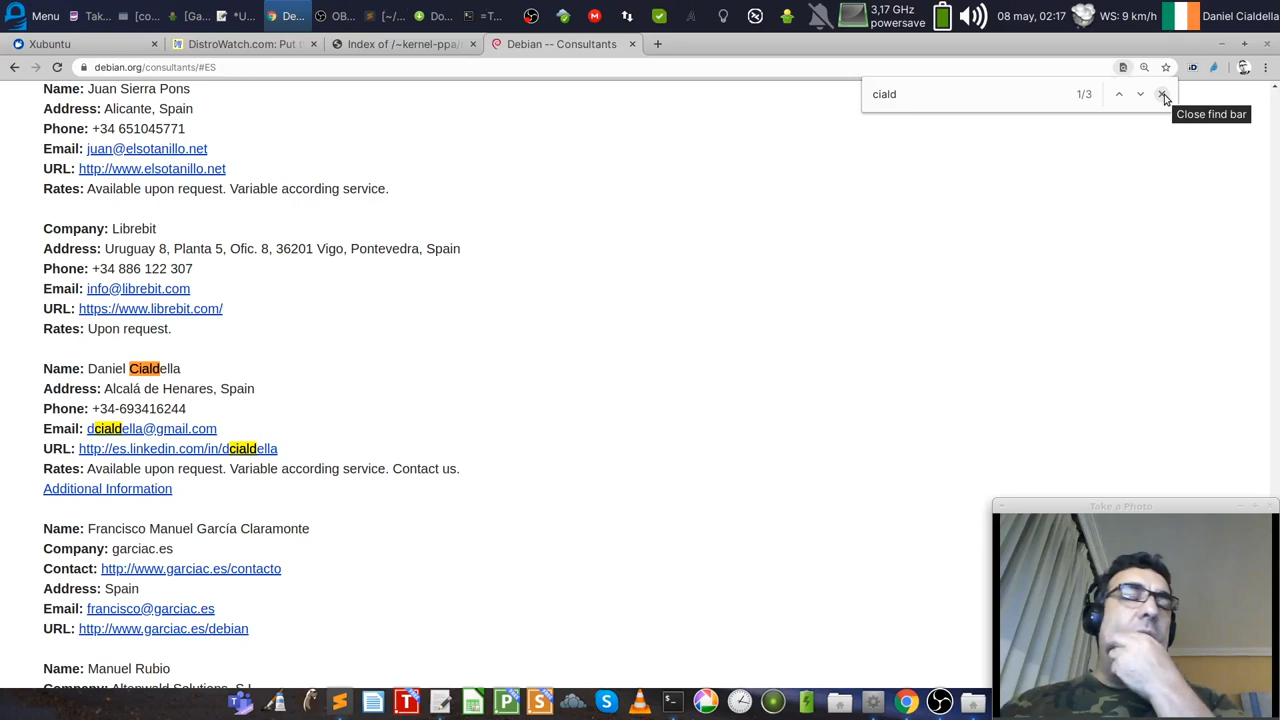 Menu
Tak...
[co...
[Ga...
*U...
De...
OB...
[~/...
Do...
=T...
3,17 GHz
powersave
08 may, 02:17
WS: 9 km/h
Daniel Cialdella
Xubuntu
DistroWatch.com: Put t
Index of /~kernel-ppa/
Debian -- Consultants
debian.org/consultants/#ES
ciald
1/3
Close find bar
Name: Juan Sierra Pons
Address: Alicante, Spain
Phone: +34 651045771
Email: juan@elsotanillo.net
URL: http://www.elsotanillo.net
Rates: Available upon request. Variable according service.
Company: Librebit
Address: Uruguay 8, Planta 5, Ofic. 8, 36201 Vigo, Pontevedra, Spain
Phone: +34 886 122 307
Email: info@librebit.com
URL: https://www.librebit.com/
Rates: Upon request.
Name: Daniel Cialdella
Address: Alcalá de Henares, Spain
Phone: +34-693416244
Email: dcialdella@gmail.com
URL: http://es.linkedin.com/in/dcialdella
Rates: Available upon request. Variable according service. Contact us.
Additional Information
Name: Francisco Manuel García Claramonte
Company: garciac.es
Contact: http://www.garciac.es/contacto
Address: Spain
Email: francisco@garciac.es
URL: http://www.garciac.es/debian
Name: Manuel Rubio
Take a Photo